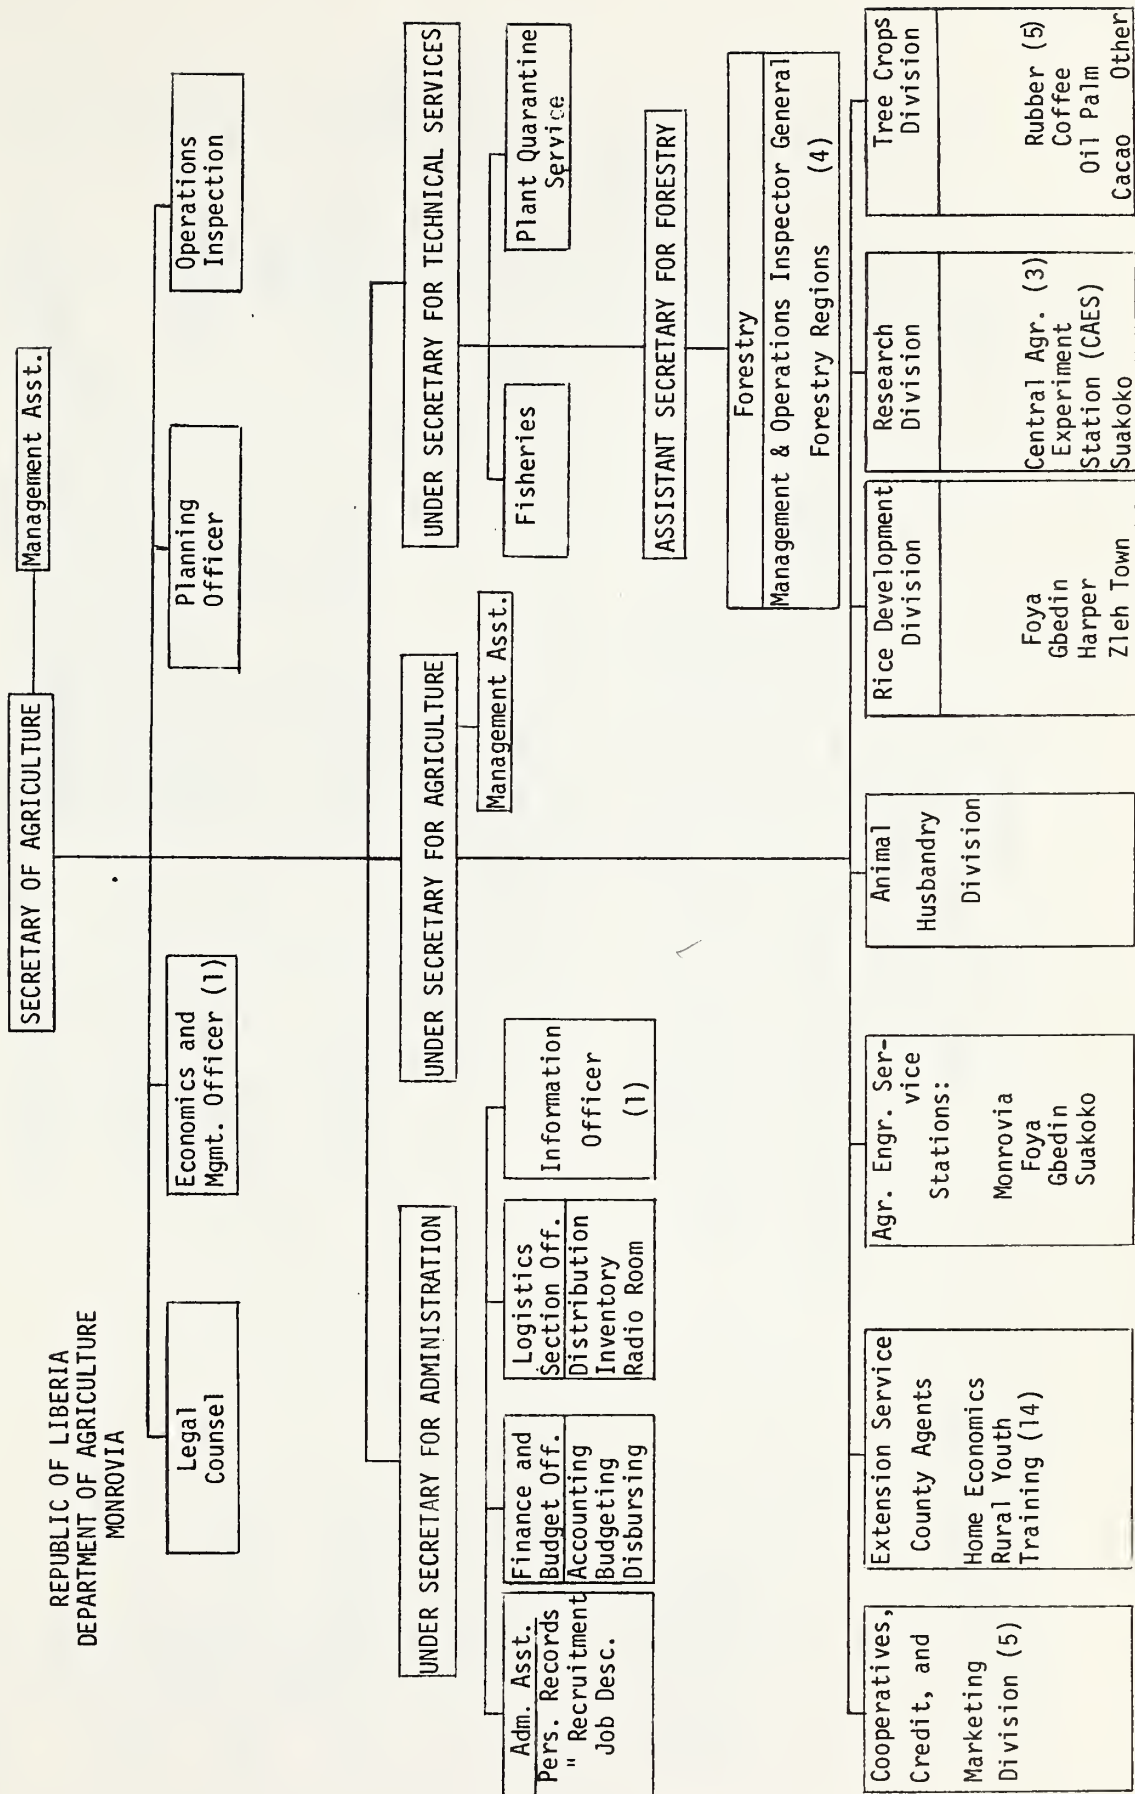 REPUBLIC OF LIBERIA
DEPARTMENT OF AGRICULTURE
MONROVIA
SECRETARY OF AGRICULTURE
Management Asst.
Legal
Counsel
Economics and
Mgmt. Officer (1)
Planning
Officer
Operations
Inspection
UNDER SECRETARY FOR ADMINISTRATION
UNDER SECRETARY FOR AGRICULTURE
UNDER SECRETARY FOR TECHNICAL SERVICES
Adm. Asst.
Pers. Records
" Recruitment
Job Desc.
Finance and
Budget Off.
Accounting
Budgeting
Disbursing
Logistics
Section Off.
Distribution
Inventory
Radio Room
Information
Officer
(1)
Management Asst.
Fisheries
Plant Quarantine
Service
ASSISTANT SECRETARY FOR FORESTRY
Forestry
Management & Operations Inspector General
Forestry Regions (4)
Cooperatives,
Credit, and
Marketing
Division (5)
Extension Service
County Agents
Home Economics
Rural Youth
Training (14)
Agr. Engr. Ser-
vice
Stations:
Monrovia
Foya
Gbedin
Suakoko
Animal
Husbandry
Division
Rice Development
Division
Foya
Gbedin
Harper
Zleh Town
Research
Division
Central Agr. (3)
Experiment
Station (CAES)
Suakoko
Tree Crops
Division
Rubber (5)
Coffee
Oil Palm
Cacao Other